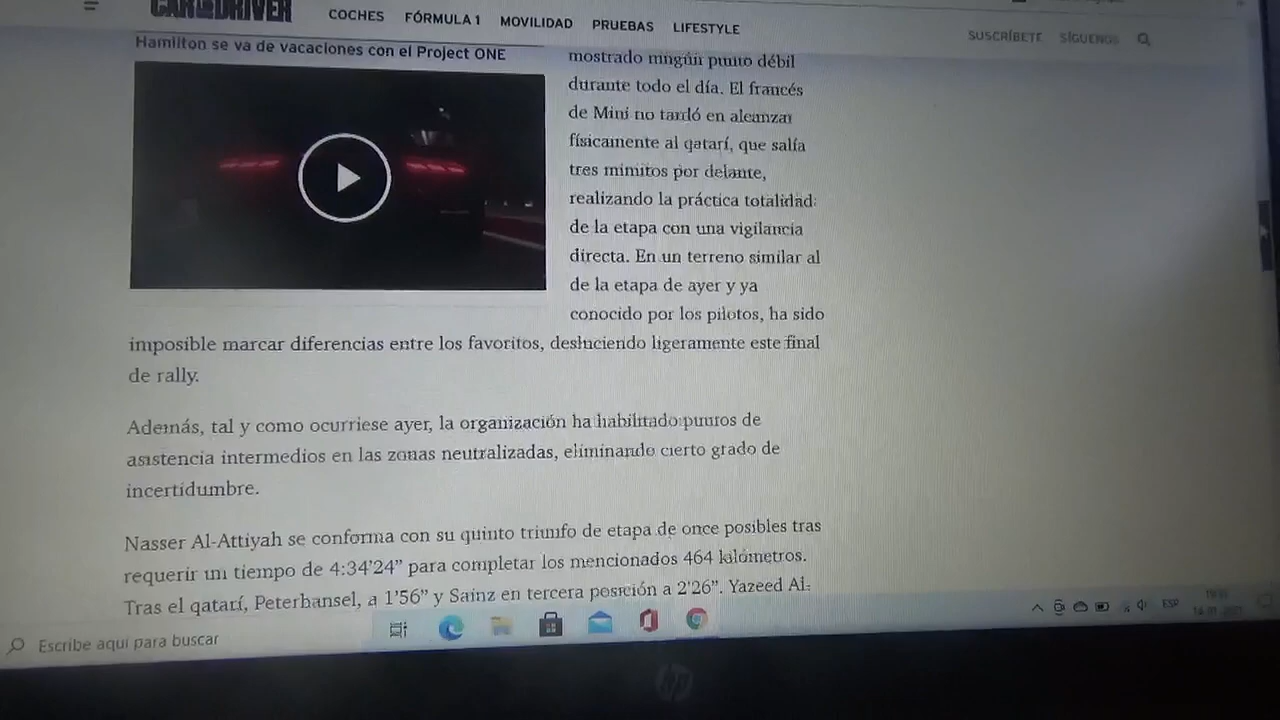 CAR AND DRIVER
COCHES FÓRMULA 1 MOVILIDAD PRUEBAS LIFESTYLE
SUSCRÍBETE SÍGUENOS
Hamilton se va de vacaciones con el Project ONE
mostrado ningún punto débil
durante todo el día. El francés
de Mini no tardó en alcanzar
físicamente al qatarí, que salía
tres minutos por delante,
realizando la práctica totalidad
de la etapa con una vigilancia
directa. En un terreno similar al
de la etapa de ayer y ya
conocido por los pilotos, ha sido
imposible marcar diferencias entre los favoritos, desluciendo ligeramente este final
de rally.
Además, tal y como ocurriese ayer, la organización ha habilitado puntos de
asistencia intermedios en las zonas neutralizadas, eliminando cierto grado de
incertidumbre.
Nasser Al-Attiyah se conforma con su quinto triunfo de etapa de once posibles tras
requerir un tiempo de 4:34'24” para completar los mencionados 464 kilómetros.
Tras el qatarí, Peterhansel, a 1'56” y Sainz en tercera posición a 2'26”. Yazeed Al-
Escribe aquí para buscar
ESP
hp